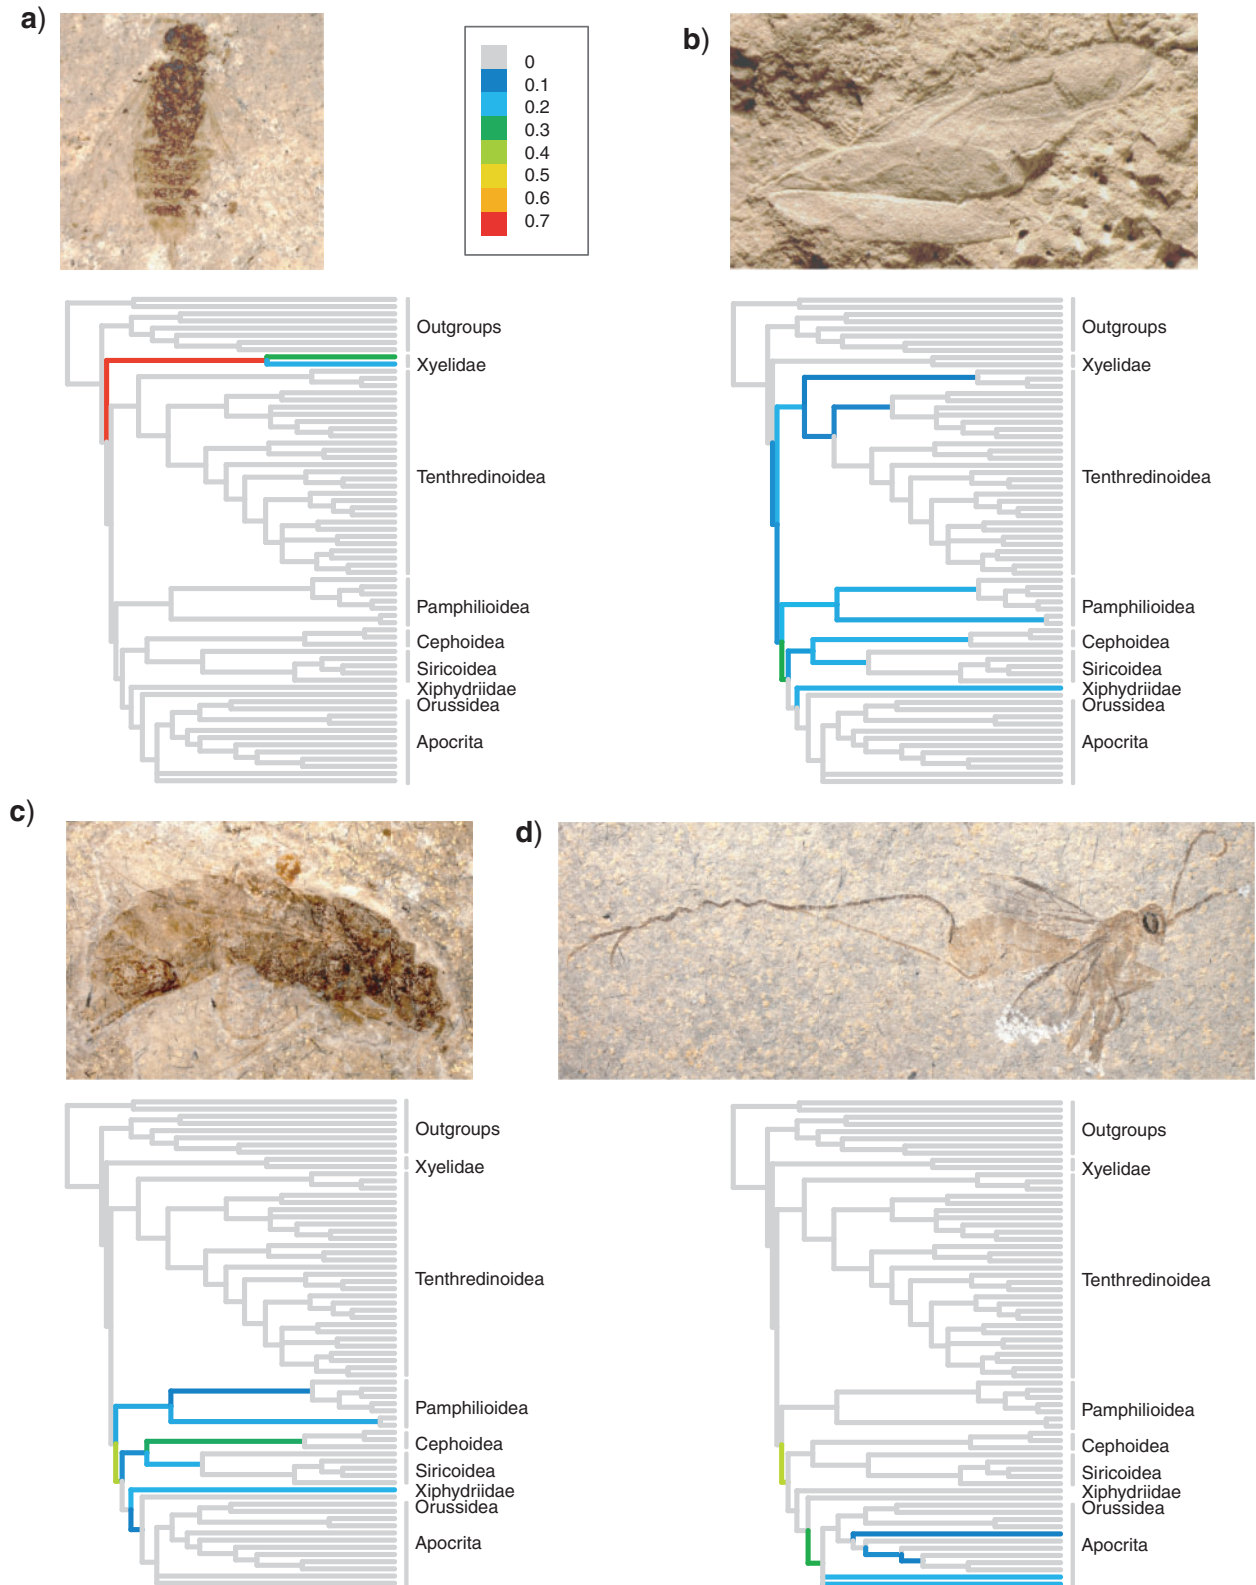 a)
0
0.1
0.2
0.3
0.4
0.5
0.6
0.7
b)
Outgroups
Xyelidae
Tenthredinoidea
Pamphilioidea
Cephoidea
Siricoidea
Xiphydriidae
Orussidea
Apocrita
Outgroups
Xyelidae
Tenthredinoidea
Pamphilioidea
Cephoidea
Siricoidea
Xiphydriidae
Orussidea
Apocrita
c)
d)
Outgroups
Xyelidae
Tenthredinoidea
Pamphilioidea
Cephoidea
Siricoidea
Xiphydriidae
Orussidea
Apocrita
Outgroups
Xyelidae
Tenthredinoidea
Pamphilioidea
Cephoidea
Siricoidea
Xiphydriidae
Orussidea
Apocrita